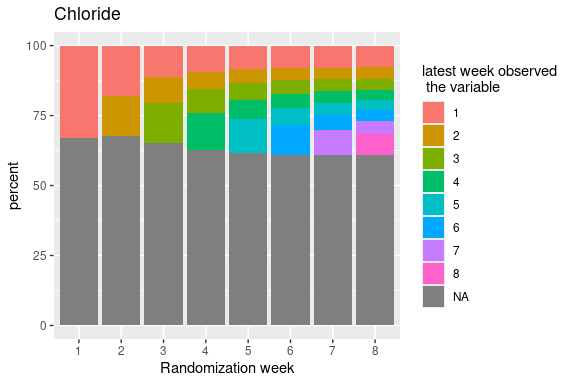 Chloride
100
75
50
25
0
percent
1 2 3 4 5 6 7 8
Randomization week
latest week observed
the variable
1
2
3
4
5
6
7
8
NA